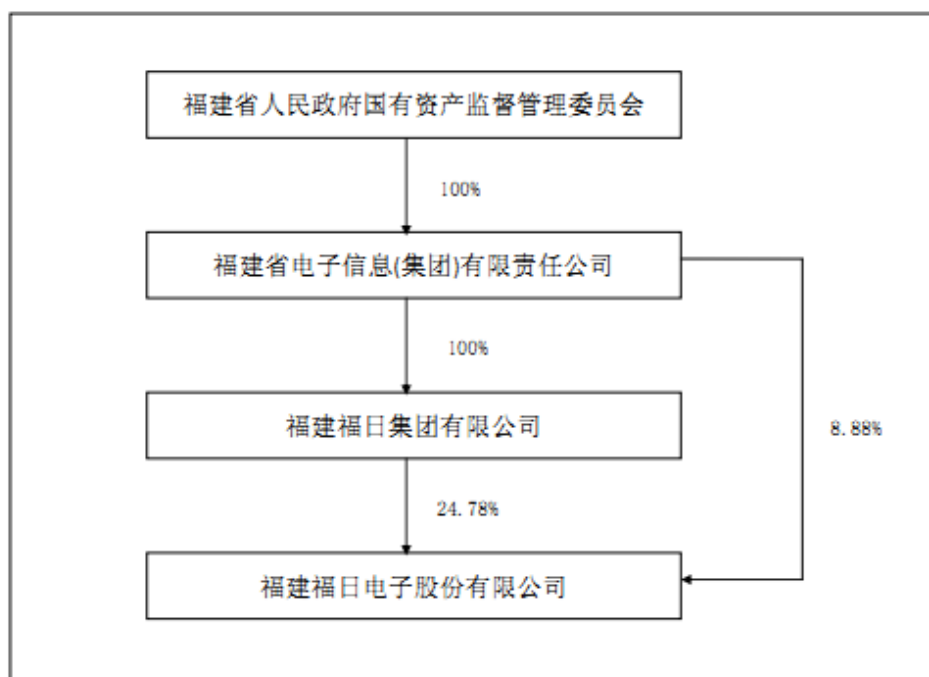 福建省人民政府国有资产监督管理委员会
100%
福建省电子信息(集团)有限责任公司
100%
福建福日集团有限公司
8.88%
24.78%
福建福日电子股份有限公司